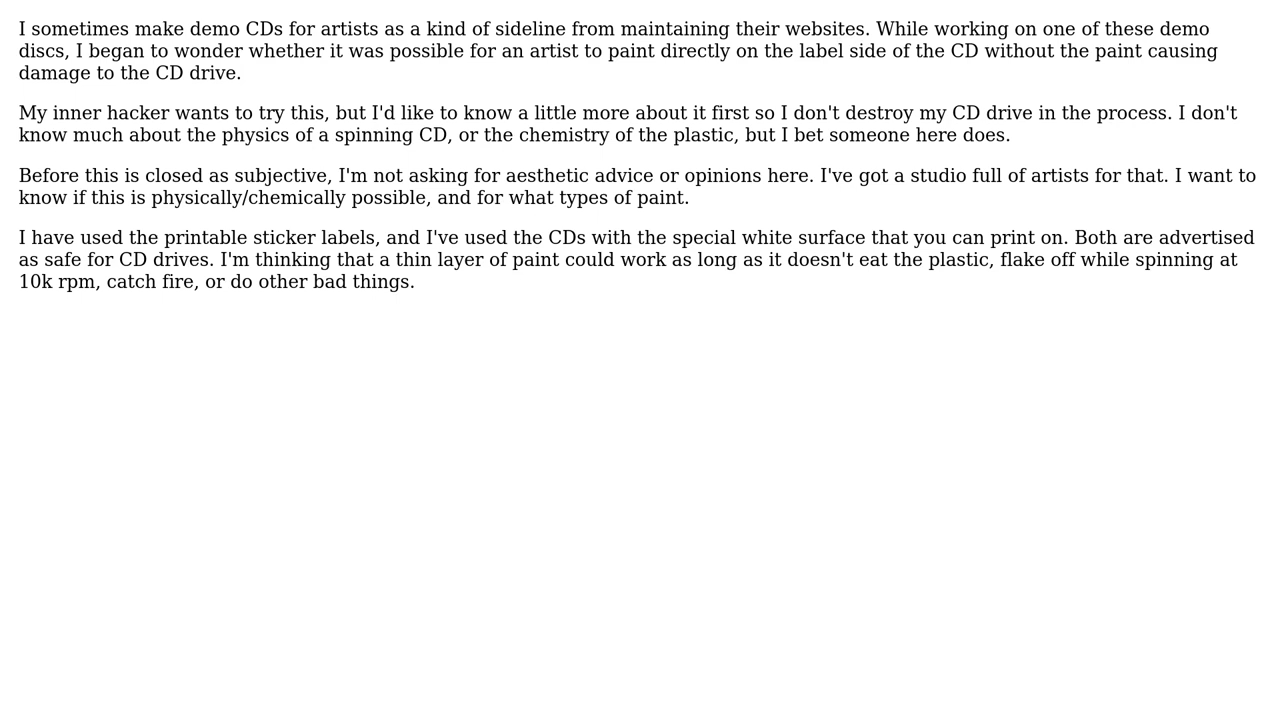 I sometimes make demo CDs for artists as a kind of sideline from maintaining their websites. While working on one of these demo
discs, I began to wonder whether it was possible for an artist to paint directly on the label side of the CD without the paint causing
damage to the CD drive.
My inner hacker wants to try this, but I'd like to know a little more about it first so I don't destroy my CD drive in the process. I don't
know much about the physics of a spinning CD, or the chemistry of the plastic, but I bet someone here does.
Before this is closed as subjective, I'm not asking for aesthetic advice or opinions here. I've got a studio full of artists for that. I want to
know if this is physically/chemically possible, and for what types of paint.
I have used the printable sticker labels, and I've used the CDs with the special white surface that you can print on. Both are advertised
as safe for CD drives. I'm thinking that a thin layer of paint could work as long as it doesn't eat the plastic, flake off while spinning at
10k rpm, catch fire, or do other bad things.